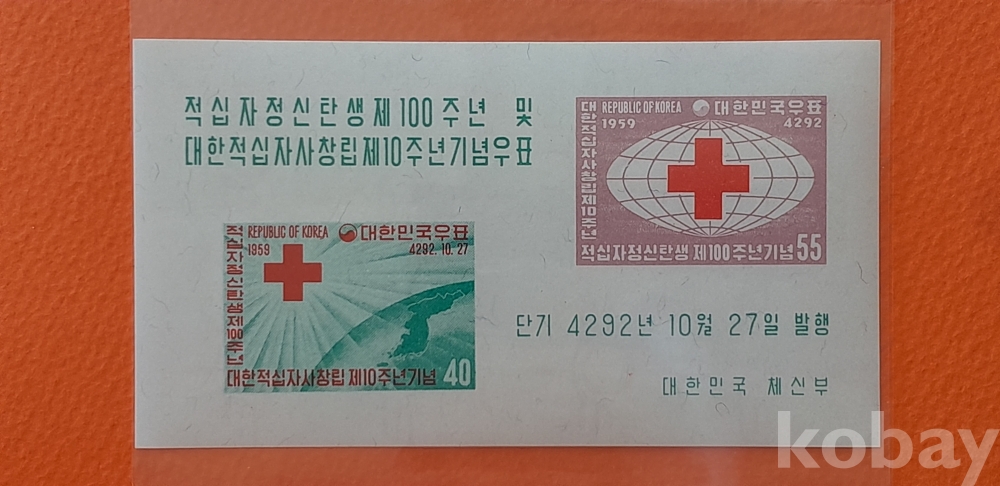 적십자정신탄생제100주년 및
대한적십자사창립제10주년기념우표
REPUBLIC OF KOREA 대한민국우표
1959 4292
대한적십자사창립제10주년
적십자정신탄생 제100주년기념 55
REPUBLIC OF KOREA 대한민국우표
1959 4292.10.27
적십자정신탄생제100주년
대한적십자사창립 제10주년기념 40
단기 4292년 10월 27일 발행
대한민국 체신부
kobay